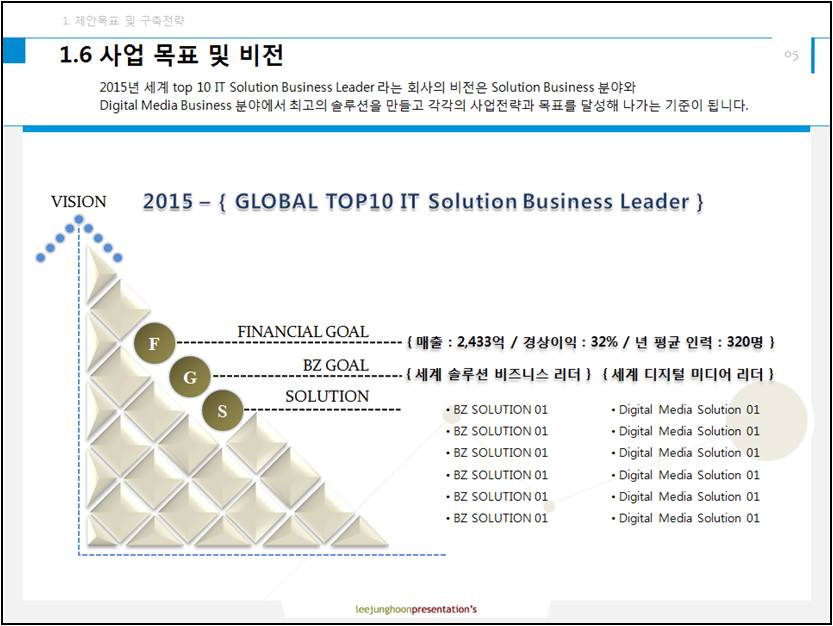 1. 제안목표 및 구축전략
1.6 사업 목표 및 비전
05
2015년 세계 top 10 IT Solution Business Leader 라는 회사의 비전은 Solution Business 분야와
Digital Media Business 분야에서 최고의 솔루션을 만들고 각각의 사업전략과 목표를 달성해 나가는 기준이 됩니다.
VISION
2015 – { GLOBAL TOP10 IT Solution Business Leader }
F
FINANCIAL GOAL
{ 매출 : 2,433억 / 경상이익 : 32% / 년 평균 인력 : 320명 }
G
BZ GOAL
{ 세계 솔루션 비즈니스 리더 } { 세계 디지털 미디어 리더 }
S
SOLUTION
• BZ SOLUTION 01
• BZ SOLUTION 01
• BZ SOLUTION 01
• BZ SOLUTION 01
• BZ SOLUTION 01
• BZ SOLUTION 01
• Digital Media Solution 01
• Digital Media Solution 01
• Digital Media Solution 01
• Digital Media Solution 01
• Digital Media Solution 01
• Digital Media Solution 01
leejunghoonpresentation's